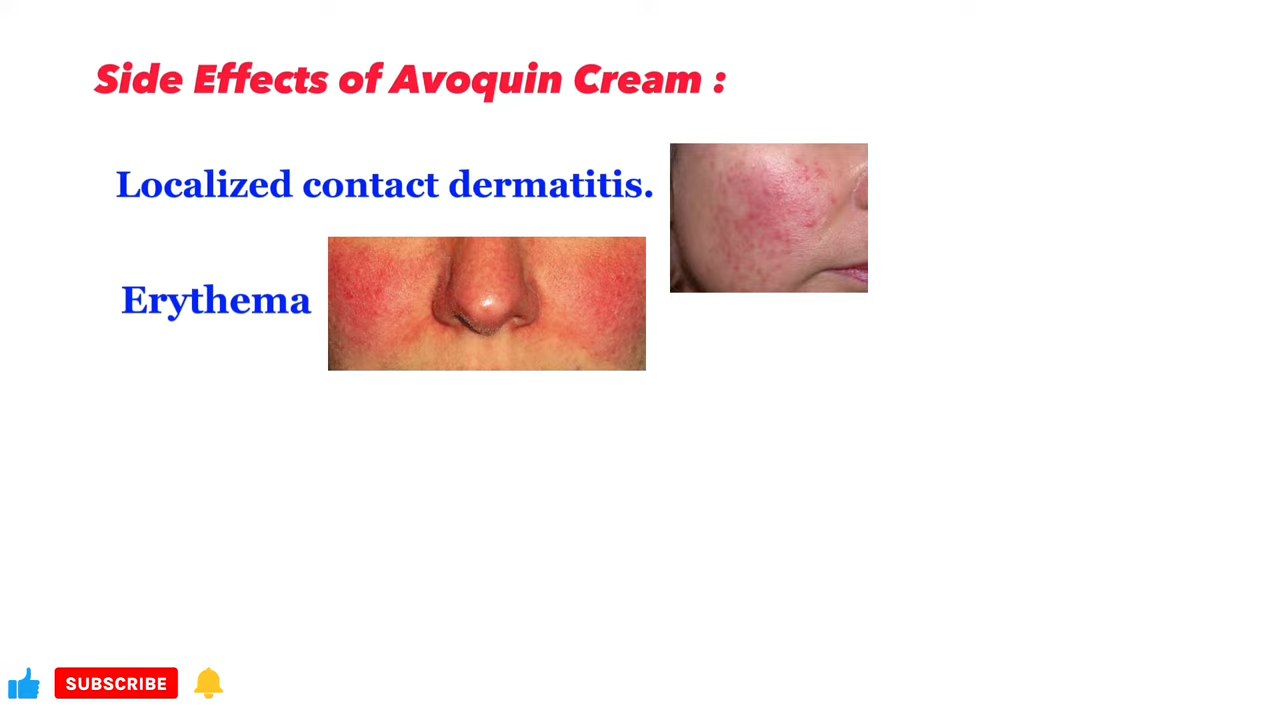 Side Effects of Avoquin Cream :
Localized contact dermatitis.
Erythema
SUBSCRIBE